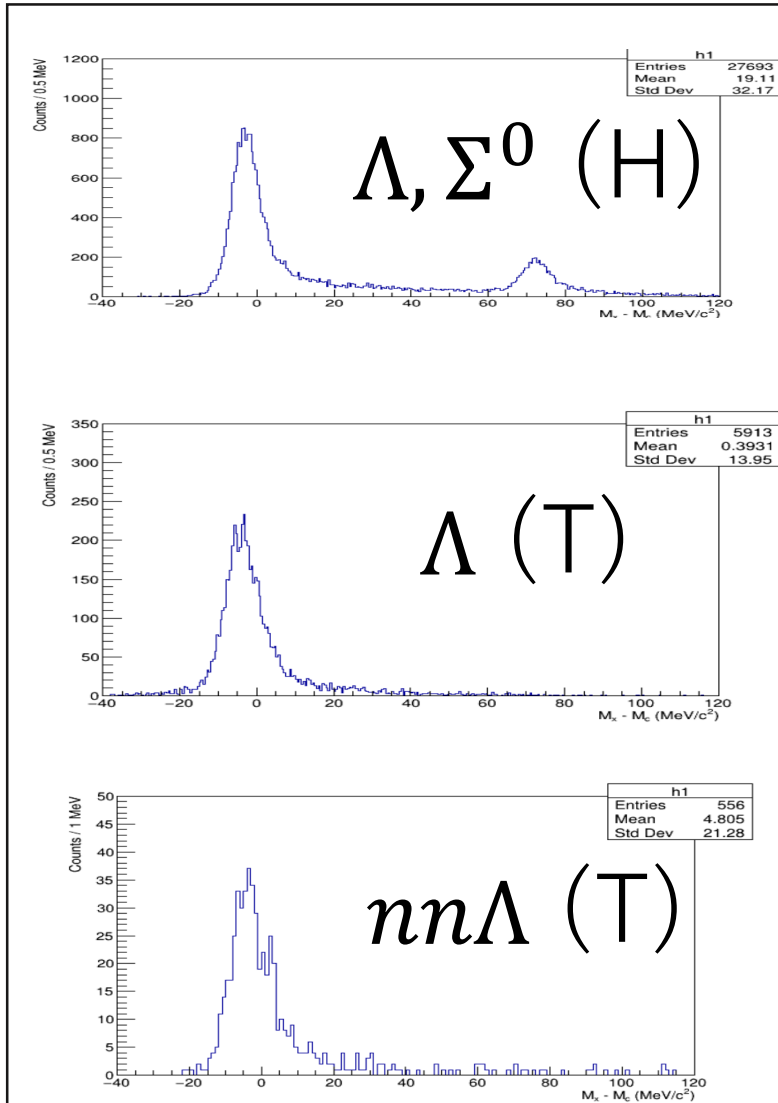 h1
Entries 27693
Mean 19.11
Std Dev 32.17
Counts / 0.5 MeV
1200
1000
800
600
400
200
0
Λ, Σ⁰ (H)
−40 −20 0 20 40 60 80 100 120
(MeV/c²)
h1
Entries 5913
Mean 0.3931
Std Dev 13.95
Counts / 0.5 MeV
350
300
250
200
150
100
50
0
Λ (T)
−40 −20 0 20 40 60 80 100 120
Mₓ - M_c (MeV/c²)
h1
Entries 556
Mean 4.805
Std Dev 21.28
Counts / 1 MeV
50
45
40
35
30
25
20
15
10
5
0
nnΛ (T)
−40 −20 0 20 40 60 80 100 120
Mₓ - M_c (MeV/c²)